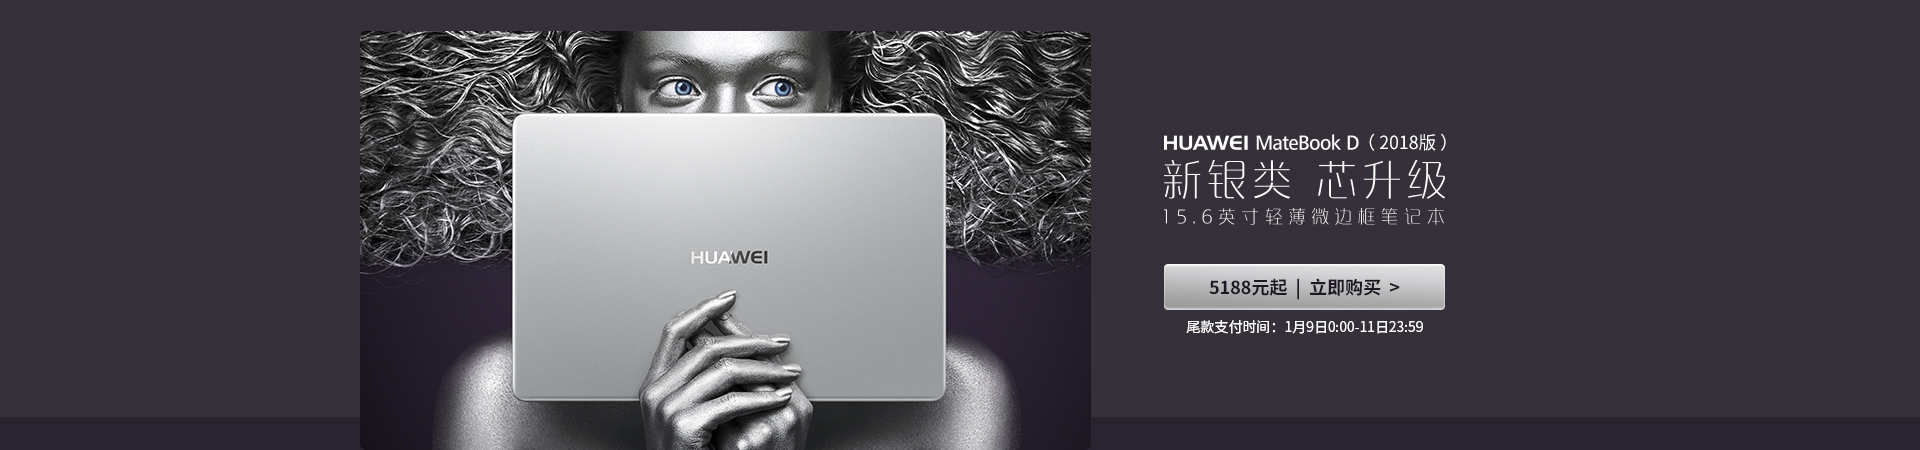 HUAWEI
HUAWEI MateBook D（2018版）
新银类 芯升级
15.6英寸轻薄微边框笔记本
5188元起 | 立即购买 >
尾款支付时间：1月9日0:00-11日23:59